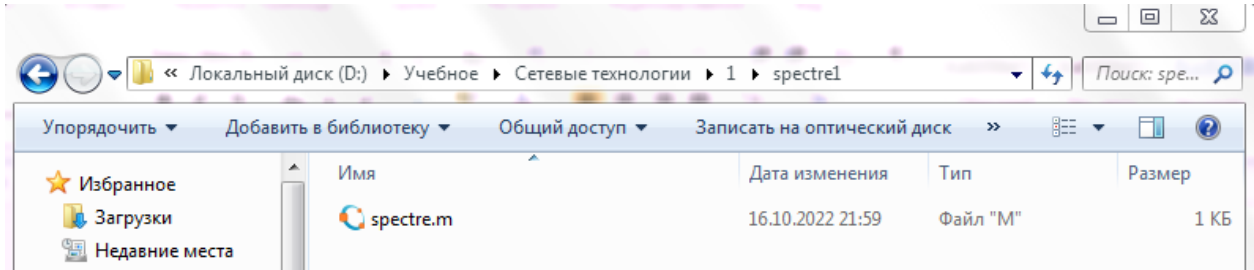 « Локальный диск (D:) Учебное Сетевые технологии 1 spectre1 Поиск: spe...
Упорядочить Добавить в библиотеку Общий доступ Записать на оптический диск »
Избранное Имя Дата изменения Тип Размер
Загрузки spectre.m 16.10.2022 21:59 Файл "M" 1 КБ
Недавние места